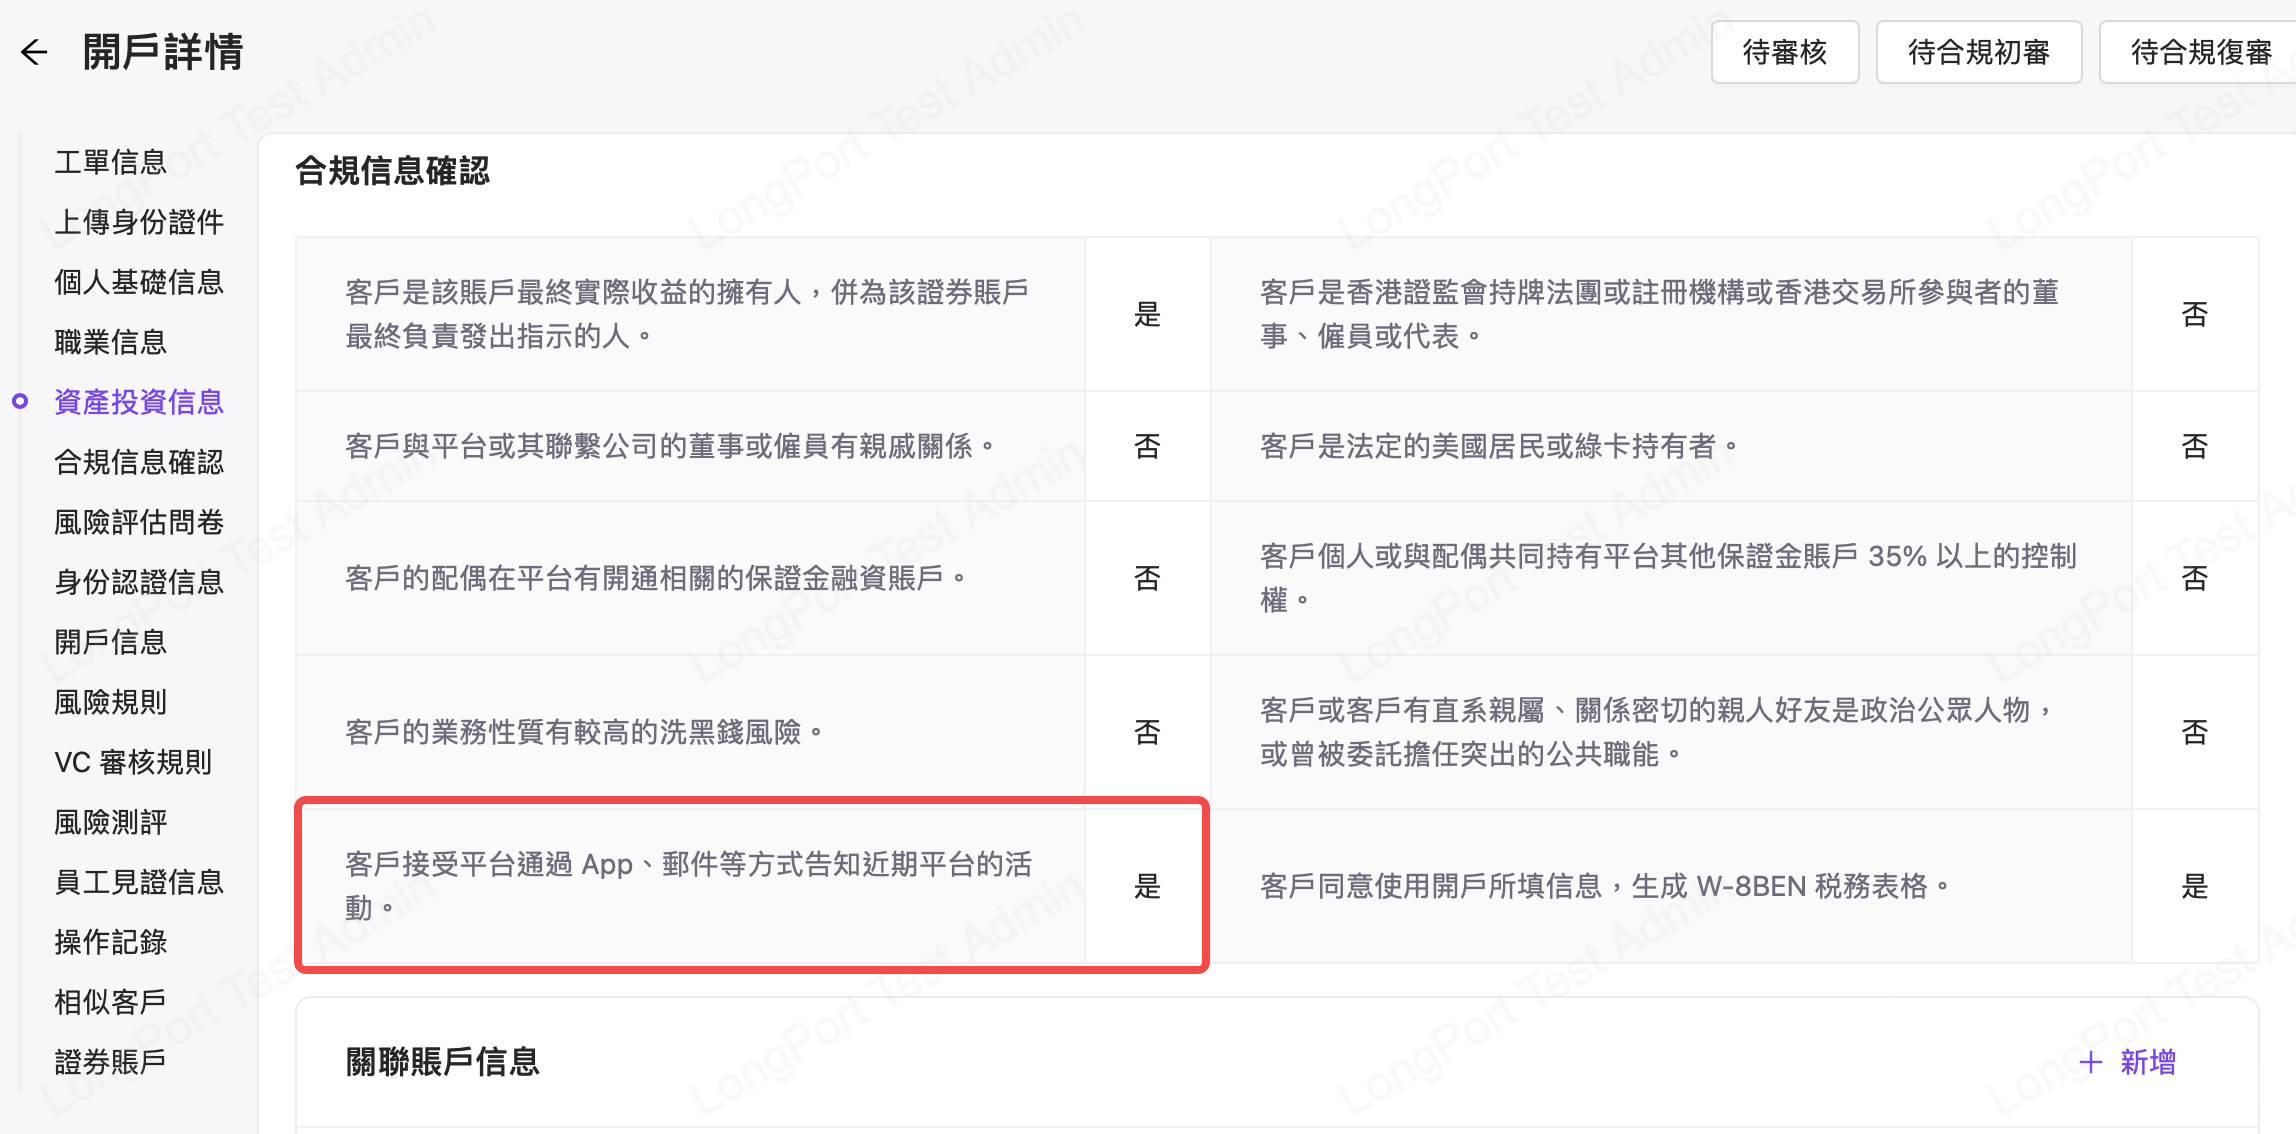 開戶詳情
待審核
待合規初審
待合規復審
工單信息
上傳身份證件
個人基礎信息
職業信息
資產投資信息
合規信息確認
風險評估問卷
身份認證信息
開戶信息
風險規則
VC 審核規則
風險測評
員工見證信息
操作記錄
相似客戶
證券賬戶
合規信息確認
客戶是該賬戶最終實際收益的擁有人，併為該證券賬戶
最終負責發出指示的人。
是
客戶是香港證監會持牌法團或註冊機構或香港交易所參與者的董
事、僱員或代表。
否
客戶與平台或其聯繫公司的董事或僱員有親戚關係。
否
客戶是法定的美國居民或綠卡持有者。
否
客戶的配偶在平台有開通相關的保證金融資賬戶。
否
客戶個人或與配偶共同持有平台其他保證金賬戶 35% 以上的控制
權。
否
客戶的業務性質有較高的洗黑錢風險。
否
客戶或客戶有直系親屬、關係密切的親人好友是政治公眾人物，
或曾被委託擔任突出的公共職能。
否
客戶接受平台通過 App、郵件等方式告知近期平台的活
動。
是
客戶同意使用開戶所填信息，生成 W-8BEN 税務表格。
是
關聯賬戶信息
+ 新增
LongPort Test Admin